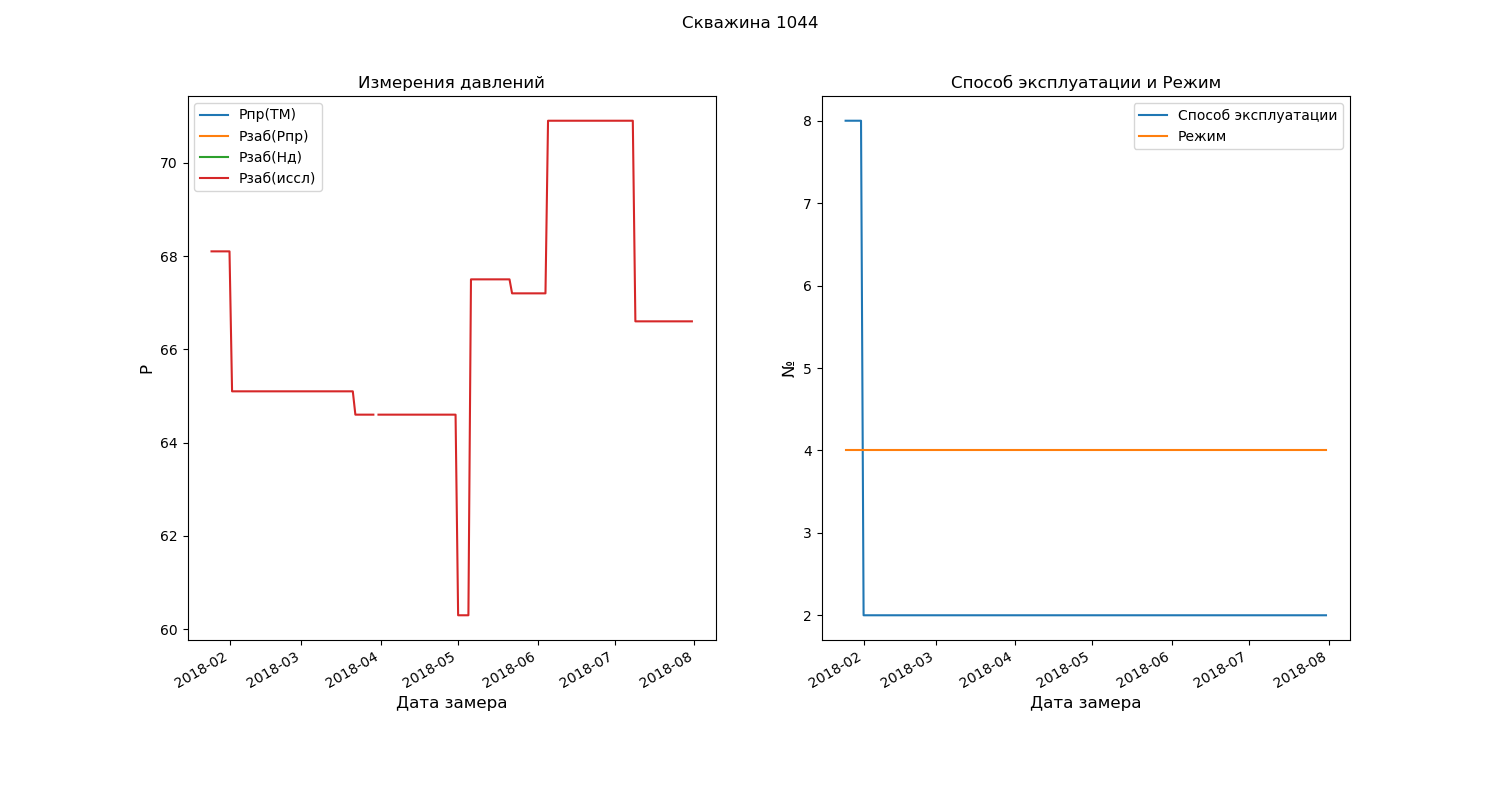 Скважина 1044
Измерения давлений
Рпр(ТМ)
Рзаб(Рпр)
Рзаб(Нд)
Рзаб(иссл)
70
68
66
64
62
60
Р
2018-02
2018-03
2018-04
2018-05
2018-06
2018-07
2018-08
Дата замера
Способ эксплуатации и Режим
Способ эксплуатации
Режим
8
7
6
5
4
3
2
№
2018-02
2018-03
2018-04
2018-05
2018-06
2018-07
2018-08
Дата замера